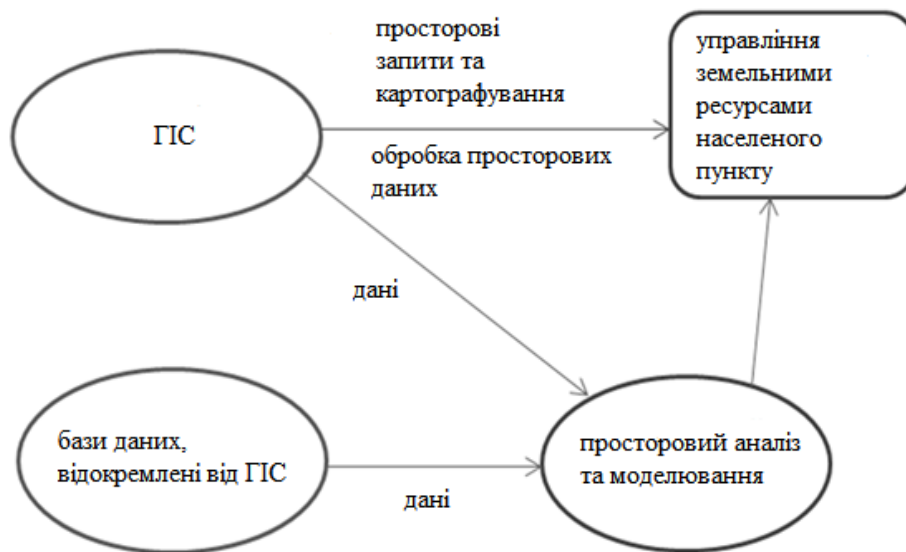 просторові
запити та
картографування
управління
земельними
ресурсами
населеного
пункту
ГІС
обробка просторових
даних
дані
бази даних,
відокремлені від ГІС
просторовий аналіз
та моделювання
дані